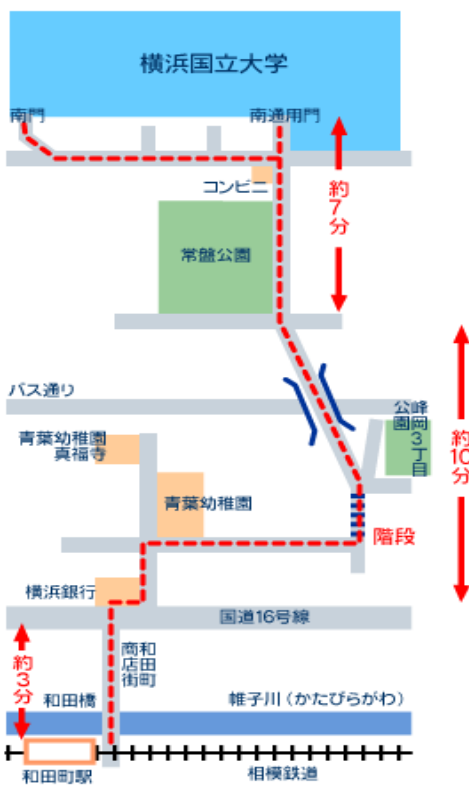 横浜国立大学
南門
南通用門
コンビニ
約7分
常盤公園
バス通り
峰岡3丁目
公園
青葉幼稚園
真福寺
約10分
青葉幼稚園
階段
横浜銀行
国道16号線
約3分
和田町
商店街
和田橋
帷子川(かたびらがわ)
和田町駅
相模鉄道